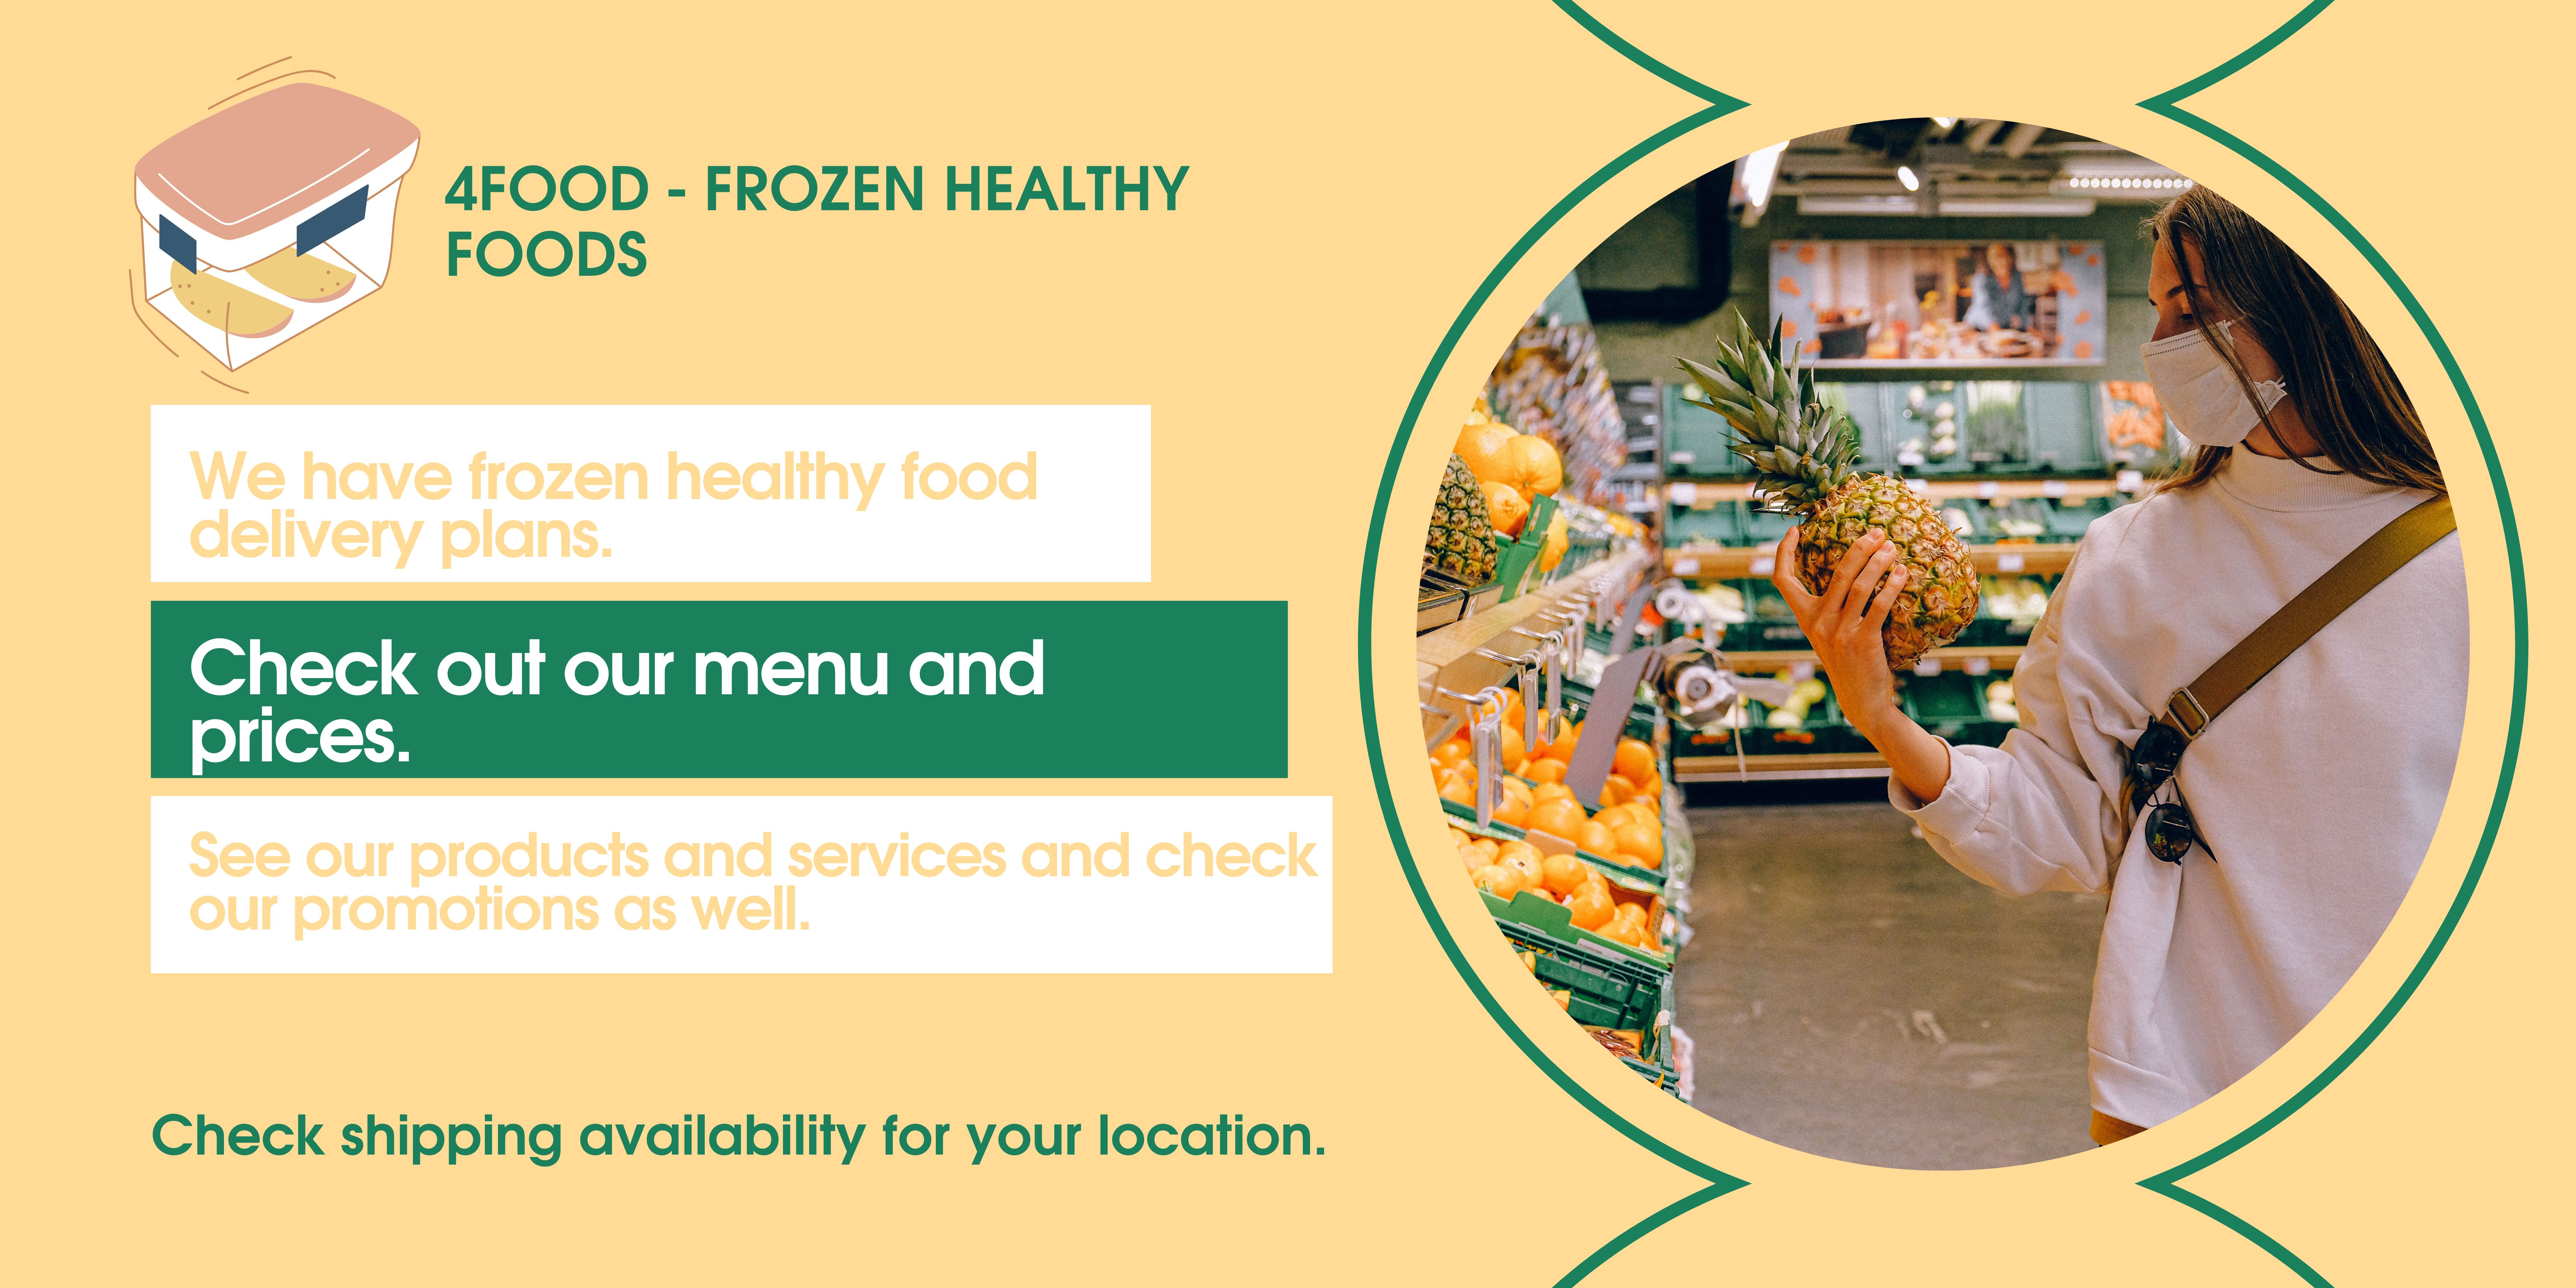 4FOOD - FROZEN HEALTHY
FOODS
We have frozen healthy food
delivery plans.
Check out our menu and
prices.
See our products and services and check
our promotions as well.
Check shipping availability for your location.